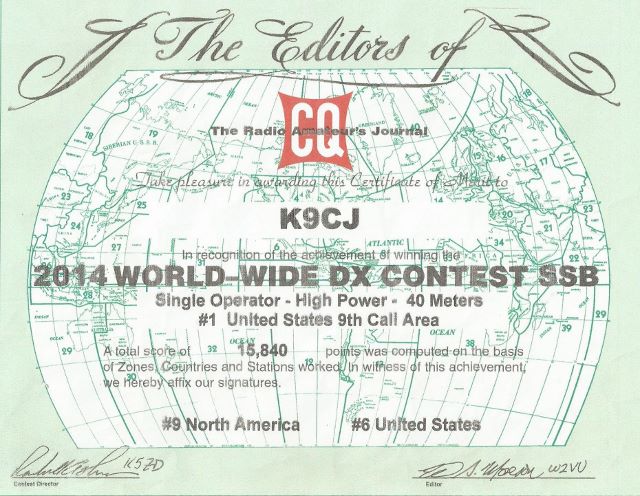 The Editors of
CQ
The Radio Amateur's Journal
Take pleasure in awarding this Certificate of Merit to
K9CJ
In recognition of the achievement of winning the
2014 WORLD-WIDE DX CONTEST SSB
Single Operator - High Power - 40 Meters
#1 United States 9th Call Area
A total score of 15,840 points was computed on the basis
of Zones, Countries and Stations worked. In witness of this achievement,
we hereby affix our signatures.
#9 North America #6 United States
K5ZD W2VU
Contest Director Editor
SIBERIAN U.S.S.R.
ATLANTIC
OCEAN